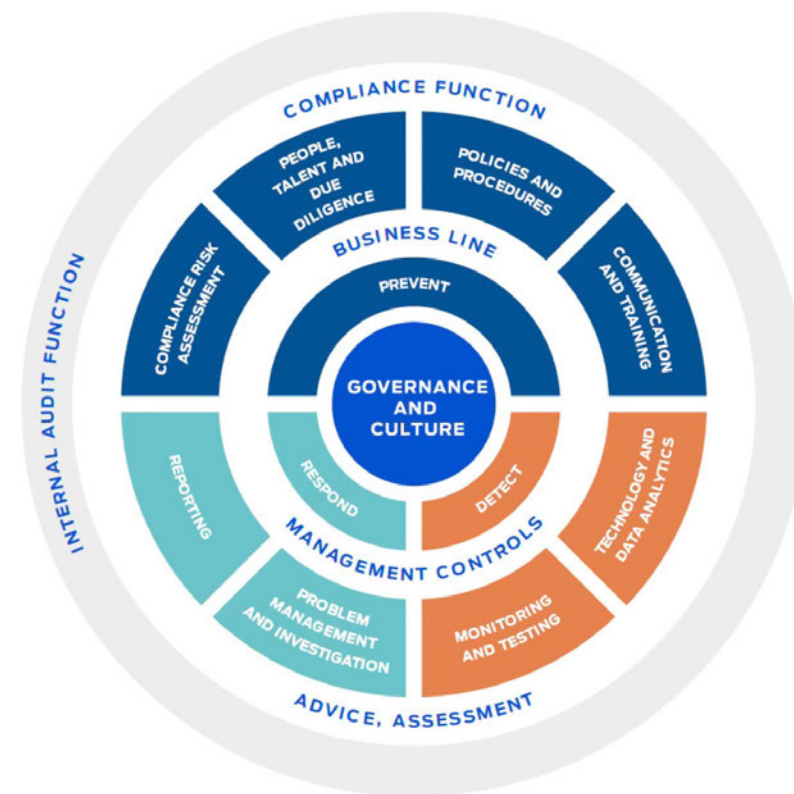 COMPLIANCE FUNCTION
PEOPLE,
TALENT AND
DUE
DILIGENCE
POLICIES AND
PROCEDURES
COMPLIANCE RISK
ASSESSMENT
BUSINESS LINE
COMMUNICATION
AND TRAINING
PREVENT
INTERNAL AUDIT FUNCTION
GOVERNANCE
AND
CULTURE
REPORTING
RESPOND
DETECT
TECHNOLOGY AND
DATA ANALYTICS
MANAGEMENT CONTROLS
PROBLEM
MANAGEMENT
AND INVESTIGATION
MONITORING
AND TESTING
ADVICE, ASSESSMENT